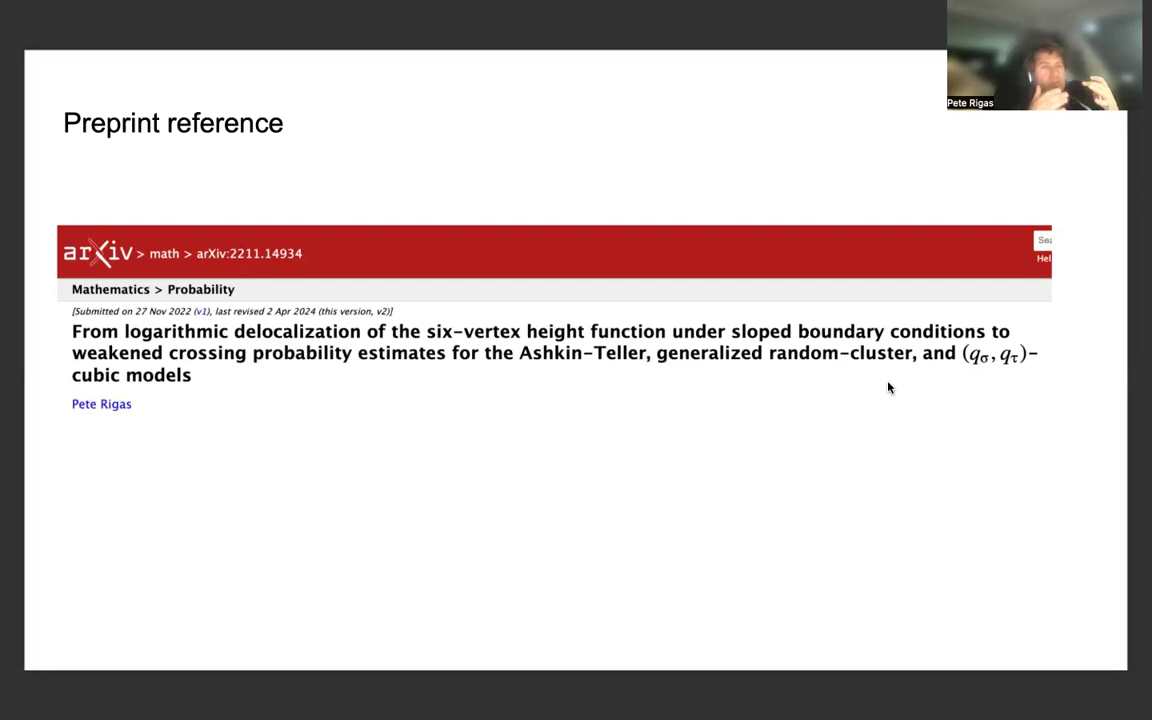 Pete Rigas
Preprint reference
arXiv > math > arXiv:2211.14934
Sea
Hel
Mathematics > Probability
[Submitted on 27 Nov 2022 (v1), last revised 2 Apr 2024 (this version, v2)]
From logarithmic delocalization of the six-vertex height function under sloped boundary conditions to
weakened crossing probability estimates for the Ashkin-Teller, generalized random-cluster, and (qσ, qτ)-
cubic models
Pete Rigas